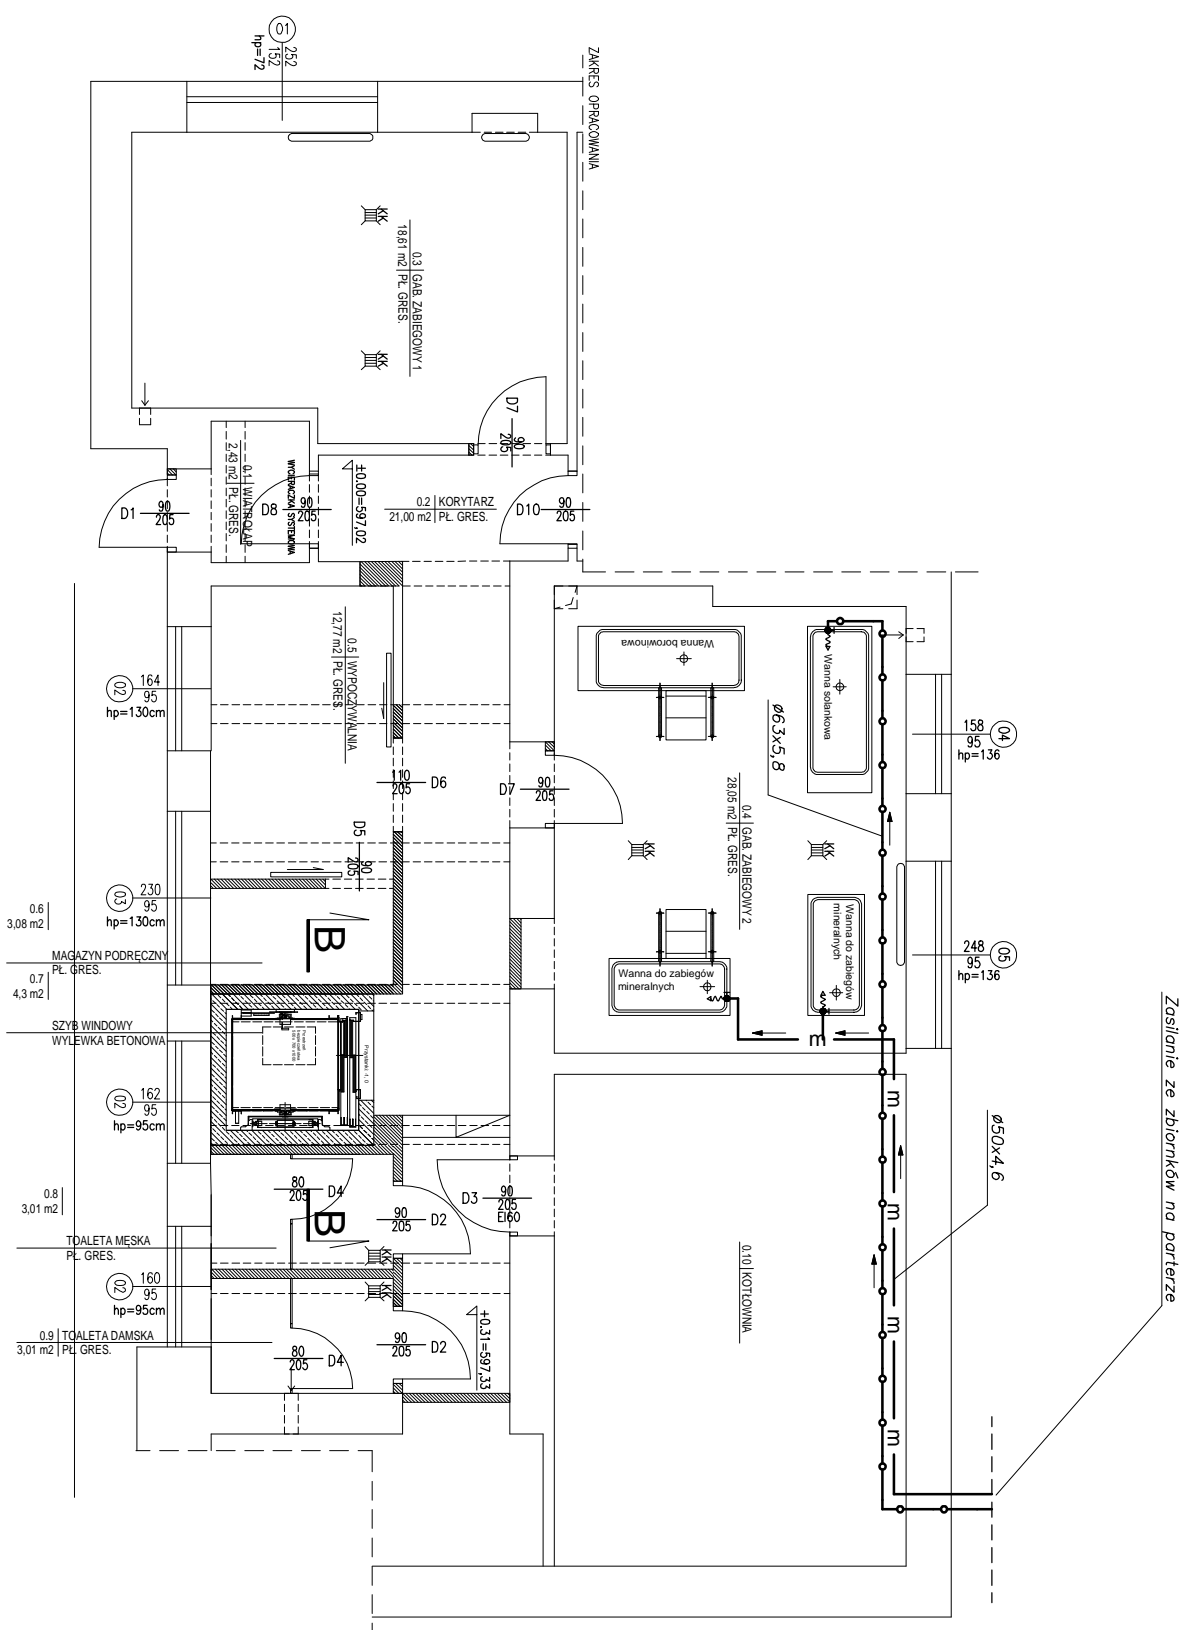 01
252
152
hp=72
ZAKRES OPRACOWANIA
KK
0.3 GAB. ZABIEGOWY 1
18,61 m2 PŁ. GRES.
KK
D7
90
205
0.1 WIATROŁAP
2,43 m2 PŁ. GRES.
WYCIERACZKA SYSTEMOWA
±0.00=597,02
0.2 KORYTARZ
21,00 m2 PŁ. GRES.
D1
90
205
D8
90
205
D10
90
205
0.5 WYPOCZYWALNIA
12,77 m2 PŁ. GRES.
02
164
95
hp=130cm
Wanna borowinowa
Wanna solankowa
ø63x5,8
04
158
95
hp=136
110
205
D6
D7
90
205
D5
90
205
0.4 GAB. ZABIEGOWY 2
28,05 m2 PŁ. GRES.
KK
KK
03
230
95
hp=130cm
0.6
3,08 m2
B
MAGAZYN PODRĘCZNY
PŁ. GRES.
Wanna do zabiegów
mineralnych
Wanna do zabiegów
mineralnych
05
248
95
hp=136
0.7
4,3 m2
SZYB WINDOWY
WYLEWKA BETONOWA
Przystanki -1, 0
m
m
Zasilanie ze zbiornków na parterze
ø50x4,6
02
162
95
hp=95cm
0.8
3,01 m2
80
205
D4
B
D3
90
205
EI60
90
205
D2
m
TOALETA MĘSKA
PŁ. GRES.
KK
KK
0.10 KOTŁOWNIA
02
160
95
hp=95cm
+0.31=597,33
m
0.9 TOALETA DAMSKA
3,01 m2 PŁ. GRES.
80
205
D4
90
205
D2
m